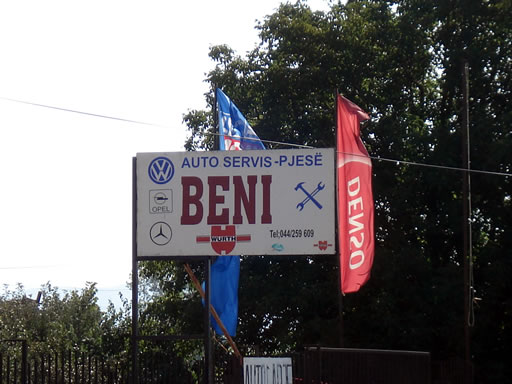 AUTO SERVIS-PJESË
BENI
OPEL
WÜRTH
Tel;044/259 609
DENSO